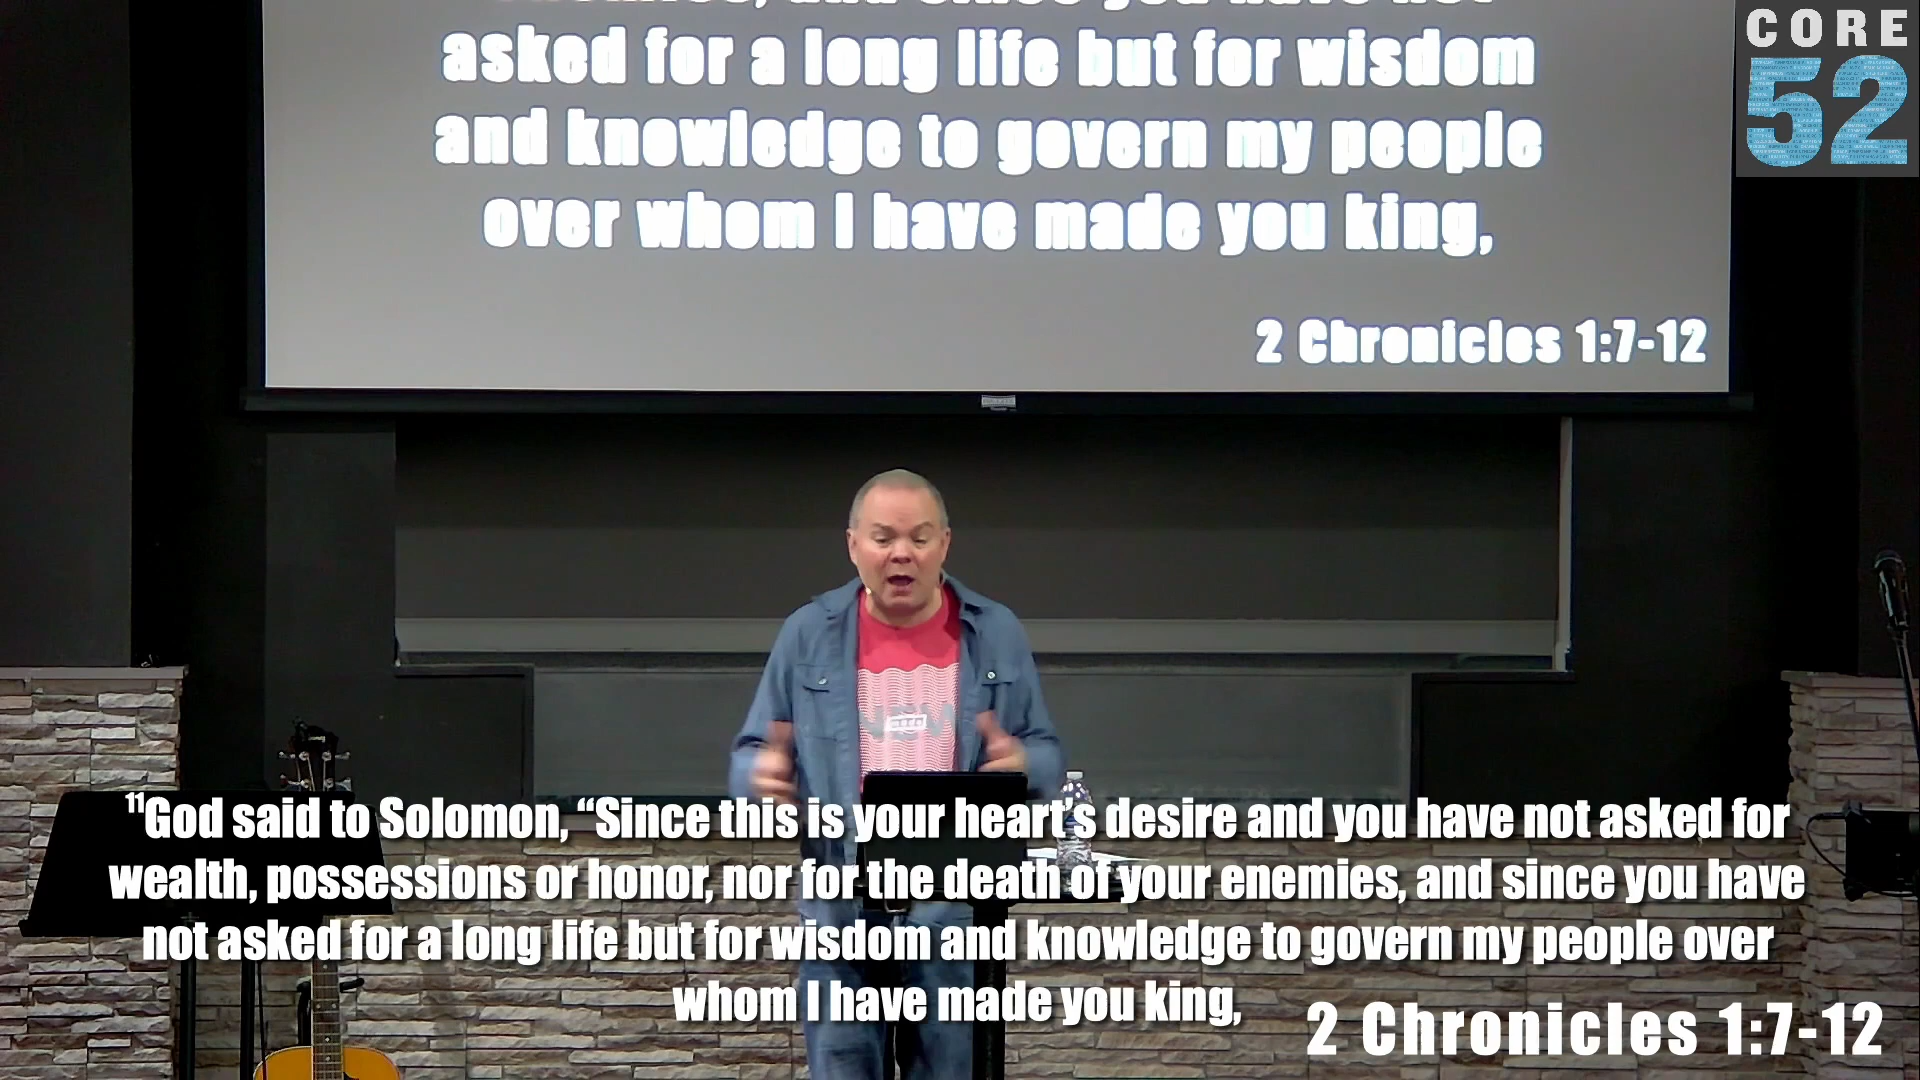 asked for a long life but for wisdom
and knowledge to govern my people
over whom I have made you king,
2 Chronicles 1:7-12
CORE
52
¹¹God said to Solomon, “Since this is your heart’s desire and you have not asked for
wealth, possessions or honor, nor for the death of your enemies, and since you have
not asked for a long life but for wisdom and knowledge to govern my people over
whom I have made you king,
2 Chronicles 1:7-12